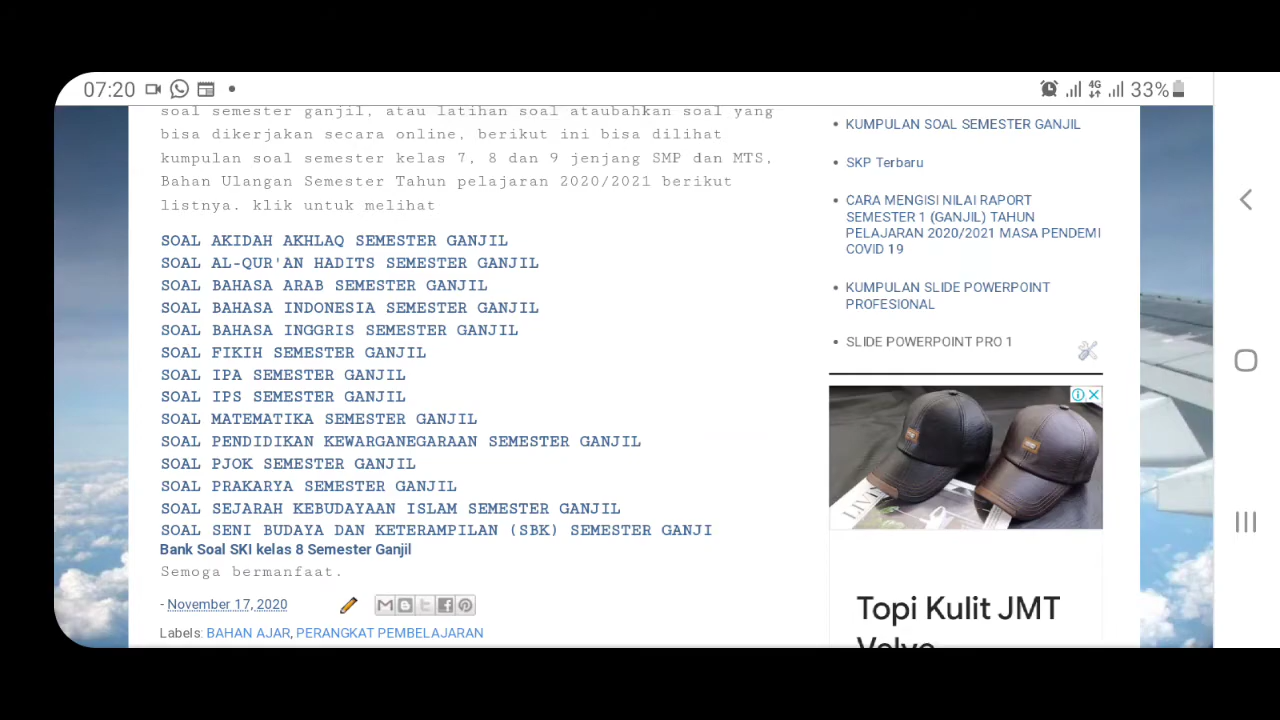 07:20
4G
33%
soal semester ganjil, atau latihan soal ataubahkan soal yang
bisa dikerjakan secara online, berikut ini bisa dilihat
kumpulan soal semester kelas 7, 8 dan 9 jenjang SMP dan MTS,
Bahan Ulangan Semester Tahun pelajaran 2020/2021 berikut
listnya. klik untuk melihat
SOAL AKIDAH AKHLAQ SEMESTER GANJIL
SOAL AL-QUR'AN HADITS SEMESTER GANJIL
SOAL BAHASA ARAB SEMESTER GANJIL
SOAL BAHASA INDONESIA SEMESTER GANJIL
SOAL BAHASA INGGRIS SEMESTER GANJIL
SOAL FIKIH SEMESTER GANJIL
SOAL IPA SEMESTER GANJIL
SOAL IPS SEMESTER GANJIL
SOAL MATEMATIKA SEMESTER GANJIL
SOAL PENDIDIKAN KEWARGANEGARAAN SEMESTER GANJIL
SOAL PJOK SEMESTER GANJIL
SOAL PRAKARYA SEMESTER GANJIL
SOAL SEJARAH KEBUDAYAAN ISLAM SEMESTER GANJIL
SOAL SENI BUDAYA DAN KETERAMPILAN (SBK) SEMESTER GANJI
Bank Soal SKI kelas 8 Semester Ganjil
Semoga bermanfaat.
- November 17, 2020
Labels: BAHAN AJAR, PERANGKAT PEMBELAJARAN
• KUMPULAN SOAL SEMESTER GANJIL
• SKP Terbaru
• CARA MENGISI NILAI RAPORT
SEMESTER 1 (GANJIL) TAHUN
PELAJARAN 2020/2021 MASA PENDEMI
COVID 19
• KUMPULAN SLIDE POWERPOINT
PROFESIONAL
• SLIDE POWERPOINT PRO 1
LIVE
Topi Kulit JMT
Volvo